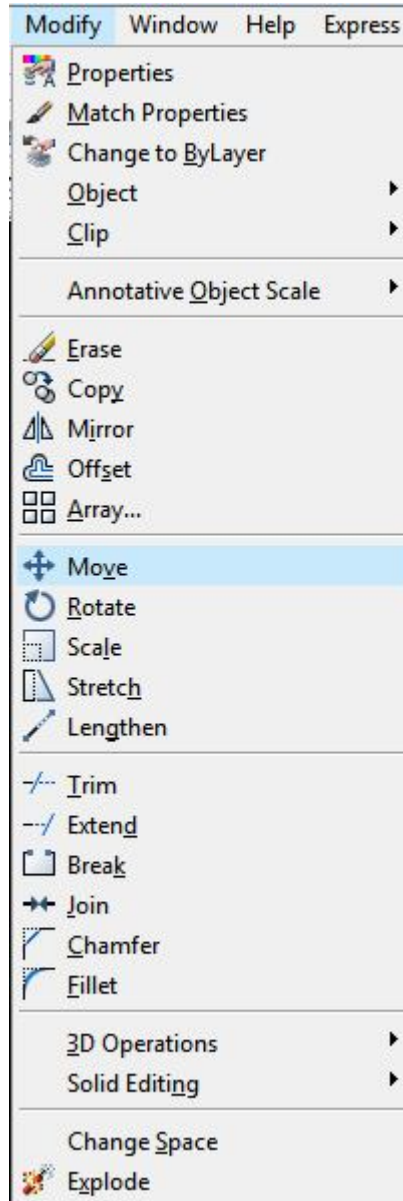 Modify Window Help Express
Properties
Match Properties
Change to ByLayer
Object
Clip
Annotative Object Scale
Erase
Copy
Mirror
Offset
Array...
Move
Rotate
Scale
Stretch
Lengthen
Trim
Extend
Break
Join
Chamfer
Fillet
3D Operations
Solid Editing
Change Space
Explode